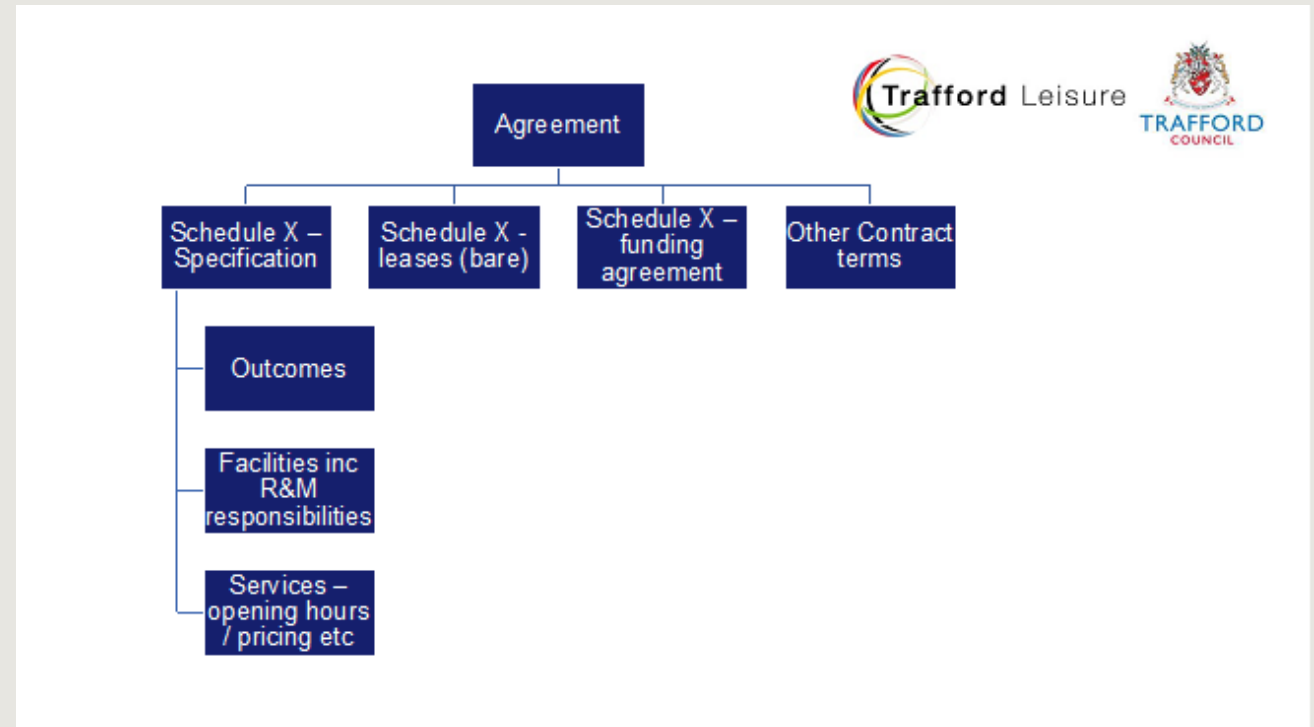 Trafford Leisure
TRAFFORD
COUNCIL
Agreement
Schedule X –
Specification
Schedule X -
leases (bare)
Schedule X –
funding
agreement
Other Contract
terms
Outcomes
Facilities inc
R&M
responsibilities
Services –
opening hours
/ pricing etc